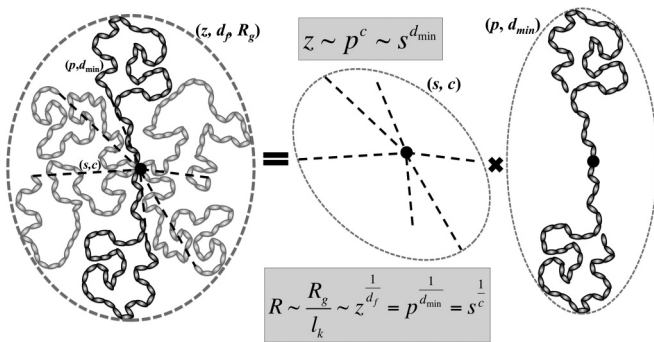 (z, d_f, R_g)
(p,d_min)
(s,c)
=
z ~ p^c ~ s^{d_min}
(s, c)
×
(p, d_min)
R ~ R_g / l_k ~ z^{1/d_f} = p^{1/d_min} = s^{1/c}